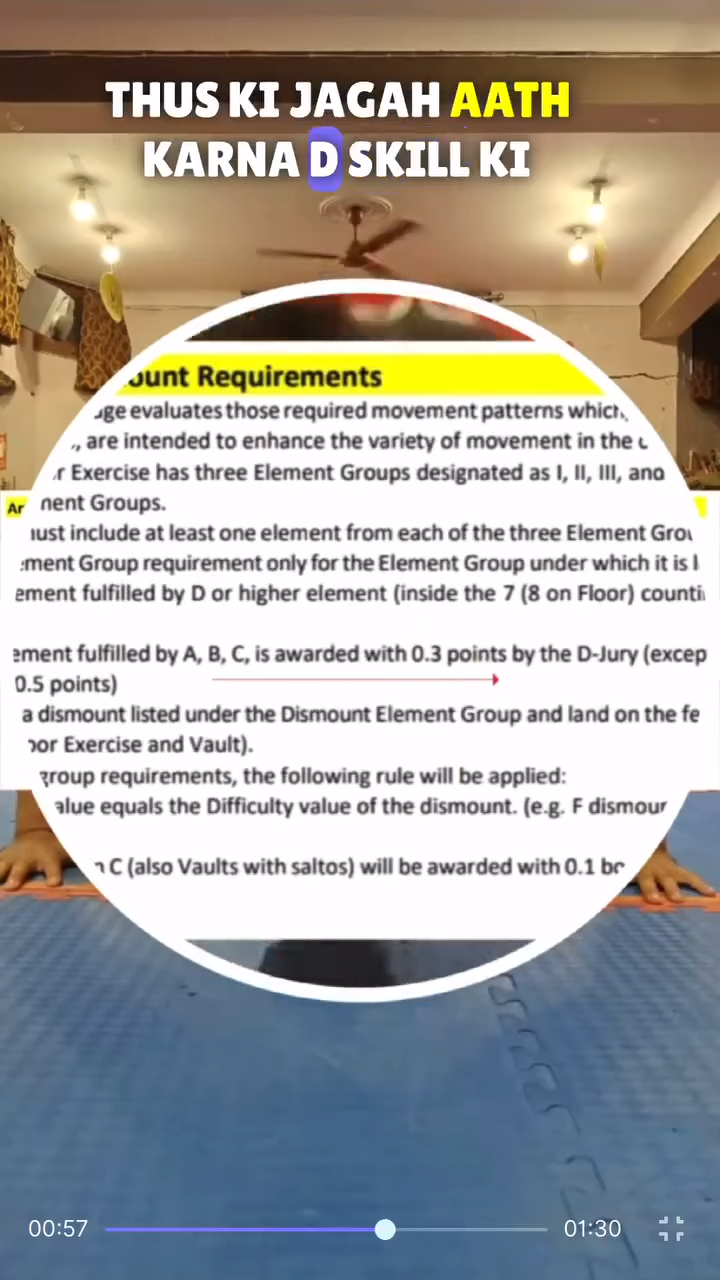 THUS KI JAGAH AATH
KARNA D SKILL KI
ount Requirements
age evaluates those required movement patterns which
., are intended to enhance the variety of movement in the
r Exercise has three Element Groups designated as I, II, III, and
Ar
nent Groups.
ust include at least one element from each of the three Element Grou
ment Group requirement only for the Element Group under which it is l
ement fulfilled by D or higher element (inside the 7 (8 on Floor) counti
ement fulfilled by A, B, C, is awarded with 0.3 points by the D-Jury (excep
0.5 points)
a dismount listed under the Dismount Element Group and land on the fe
oor Exercise and Vault).
group requirements, the following rule will be applied:
alue equals the Difficulty value of the dismount. (e.g. F dismour
n C (also Vaults with saltos) will be awarded with 0.1 bo
00:57
01:30